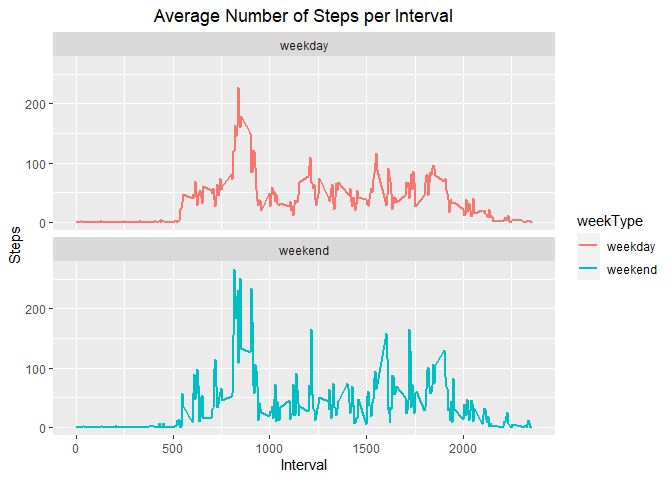 Average Number of Steps per Interval
weekday
200
100
0
weekend
200
100
0
0 500 1000 1500 2000
Interval
Steps
weekType
weekday
weekend